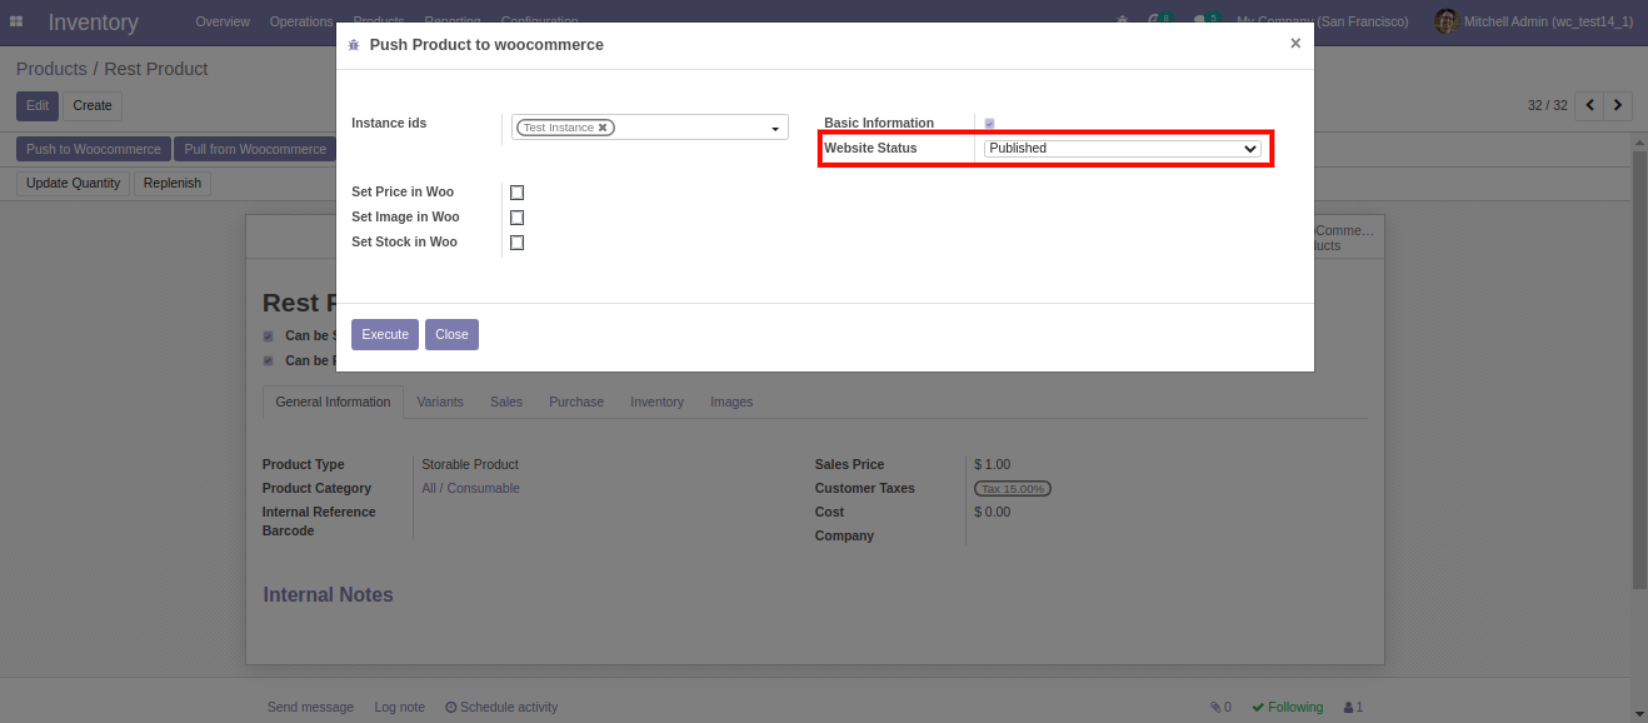 Inventory Overview Operations Products Reporting Configuration 8 5 My Company (San Francisco) Mitchell Admin (wc_test14_1)
Push Product to woocommerce ×
Products / Rest Product
Edit Create 32 / 32
Instance ids Test Instance ✖ Basic Information
Push to Woocommerce Pull from Woocommerce Website Status Published
Update Quantity Replenish Set Price in Woo
Set Image in Woo
Set Stock in Woo
Rest
Can be
Can be
Execute Close
General Information Variants Sales Purchase Inventory Images
Product Type Storable Product Sales Price $ 1.00
Product Category All / Consumable Customer Taxes Tax 15.00%
Internal Reference Cost $ 0.00
Barcode Company
Internal Notes
Send message Log note Schedule activity 0 Following 1